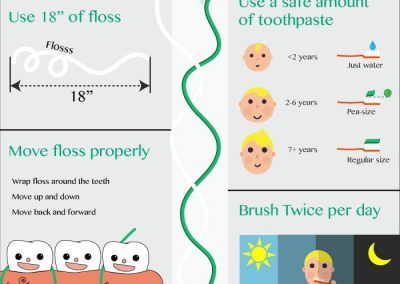 Use 18” of floss
Flosss
18”
Move floss properly
Wrap floss around the teeth
Move up and down
Move back and forward
Use a safe amount
of toothpaste
<2 years
Just water
2-6 years
Pea-size
7+ years
Regular size
Brush Twice per day